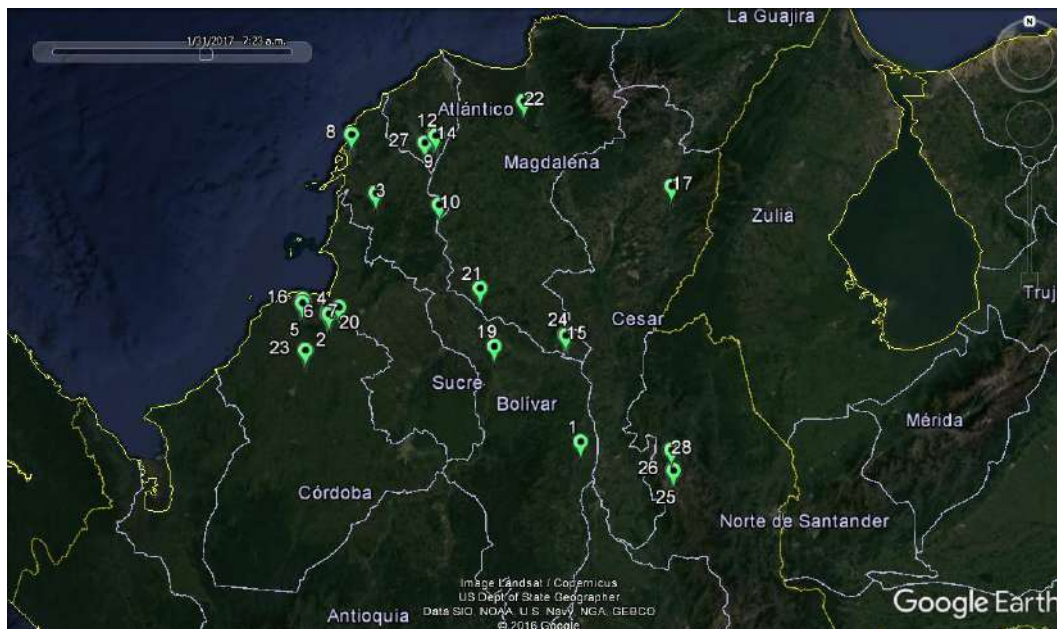 La Guajira
N
1/31/2017 7:23 a.m.
Atlántico
22
12
14
8
27
9
Magdalena
17
3
10
Zulia
21
16
4
6
7
5
20
Truj
24
Cesar
2
19
15
23
Sucre
Bolívar
Mérida
1
28
26
25
Córdoba
Norte de Santander
Image Landsat / Copernicus
US Dept of State Geographer
Data SIO, NOAA, U.S. Navy, NGA, GEBCO
© 2016 Google
Antioquia
Google Earth